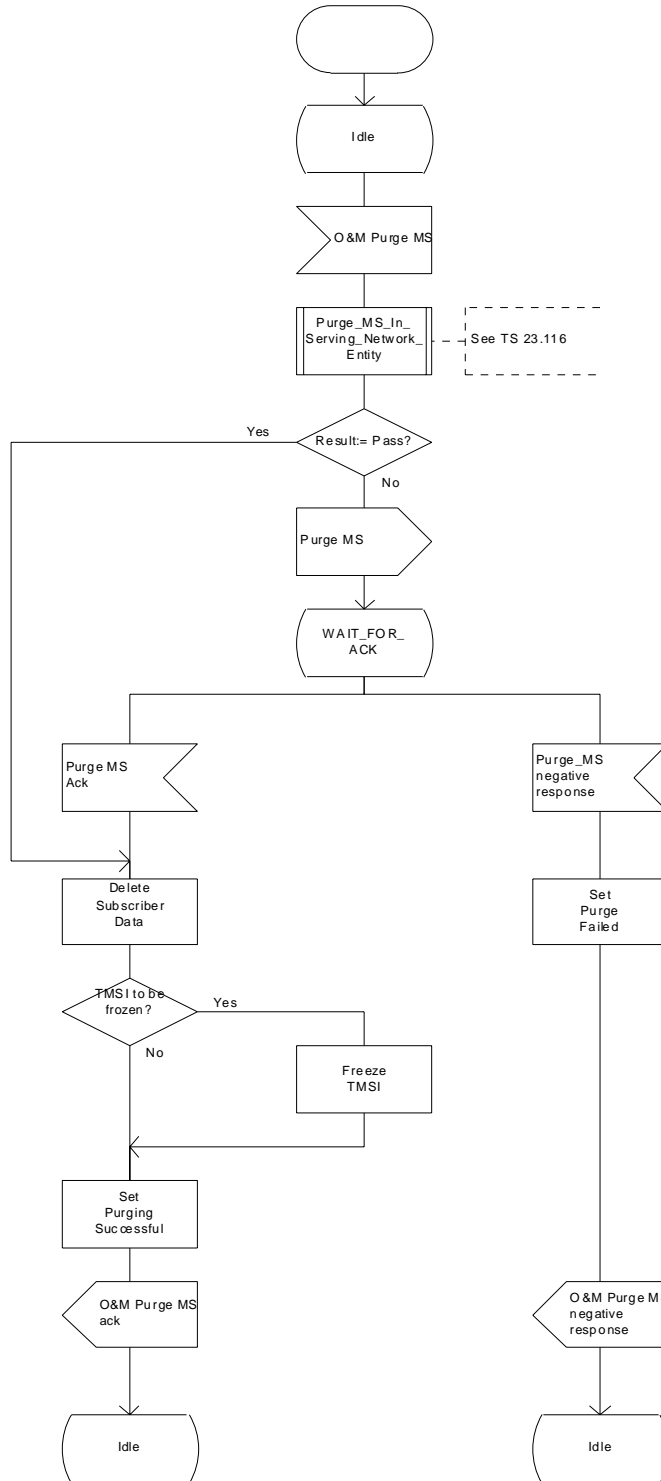 Idle
O&M Purge MS
Purge_MS_In_
Serving_Network_
Entity
See TS 23.116
Yes
Result:= Pass?
No
Purge MS
WAIT_FOR_
ACK
Purge MS
Ack
Purge_MS
negative
response
Delete
Subscriber
Data
Set
Purge
Failed
TMSI to be
frozen?
Yes
No
Freeze
TMSI
Set
Purging
Successful
O&M Purge MS
ack
O&M Purge M
negative
response
Idle
Idle